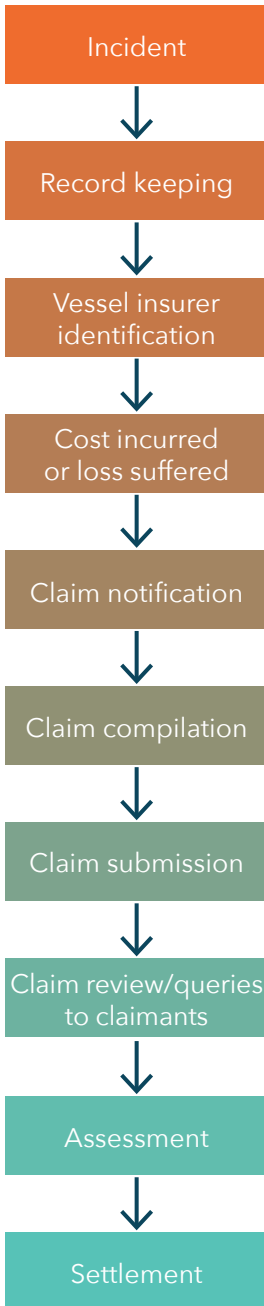 Incident
Record keeping
Vessel insurer
identification
Cost incurred
or loss suffered
Claim notification
Claim compilation
Claim submission
Claim review/queries
to claimants
Assessment
Settlement